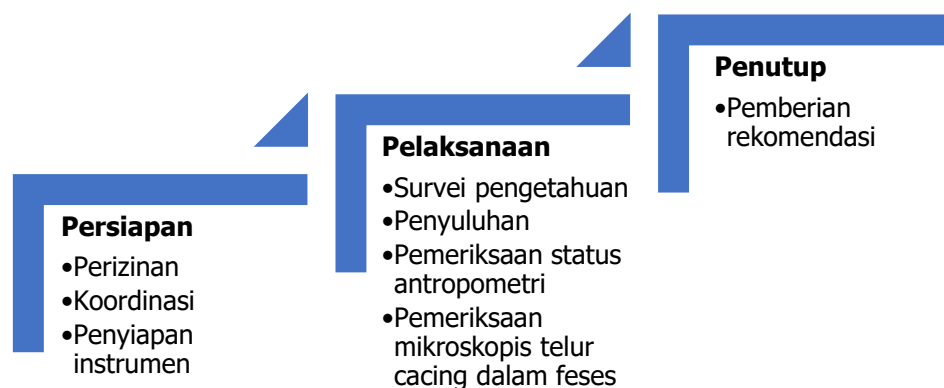 Persiapan
•Perizinan
•Koordinasi
•Penyiapan
instrumen
Pelaksanaan
•Survei pengetahuan
•Penyuluhan
•Pemeriksaan status
antropometri
•Pemeriksaan
mikroskopis telur
cacing dalam feses
Penutup
•Pemberian
rekomendasi